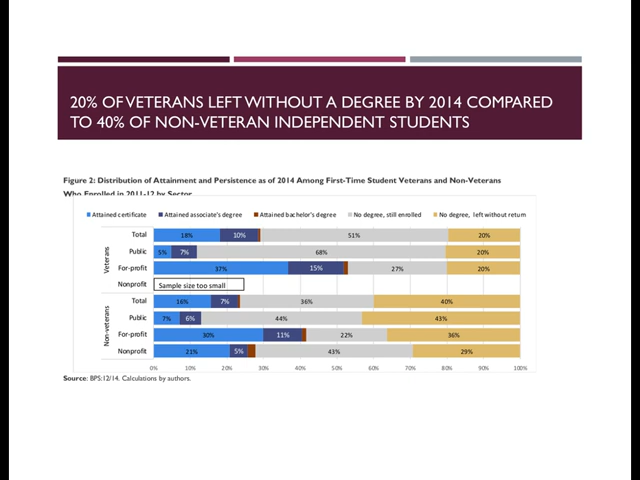 20% OF VETERANS LEFT WITHOUT A DEGREE BY 2014 COMPARED
TO 40% OF NON-VETERAN INDEPENDENT STUDENTS
Figure 2: Distribution of Attainment and Persistence as of 2014 Among First-Time Student Veterans and Non-Veterans
Who Enrolled in 2011-12 by Sector
Attained certificate Attained associate's degree Attained bachelor's degree No degree, still enrolled No degree, left without return
Veterans
Total 18% 10% 51% 20%
Public 5% 7% 68% 20%
For-profit 37% 15% 27% 20%
Nonprofit Sample size too small
Non-veterans
Total 16% 7% 36% 40%
Public 7% 6% 44% 43%
For-profit 30% 11% 22% 36%
Nonprofit 21% 5% 43% 29%
0% 10% 20% 30% 40% 50% 60% 70% 80% 90% 100%
Source: BPS:12/14. Calculations by authors.